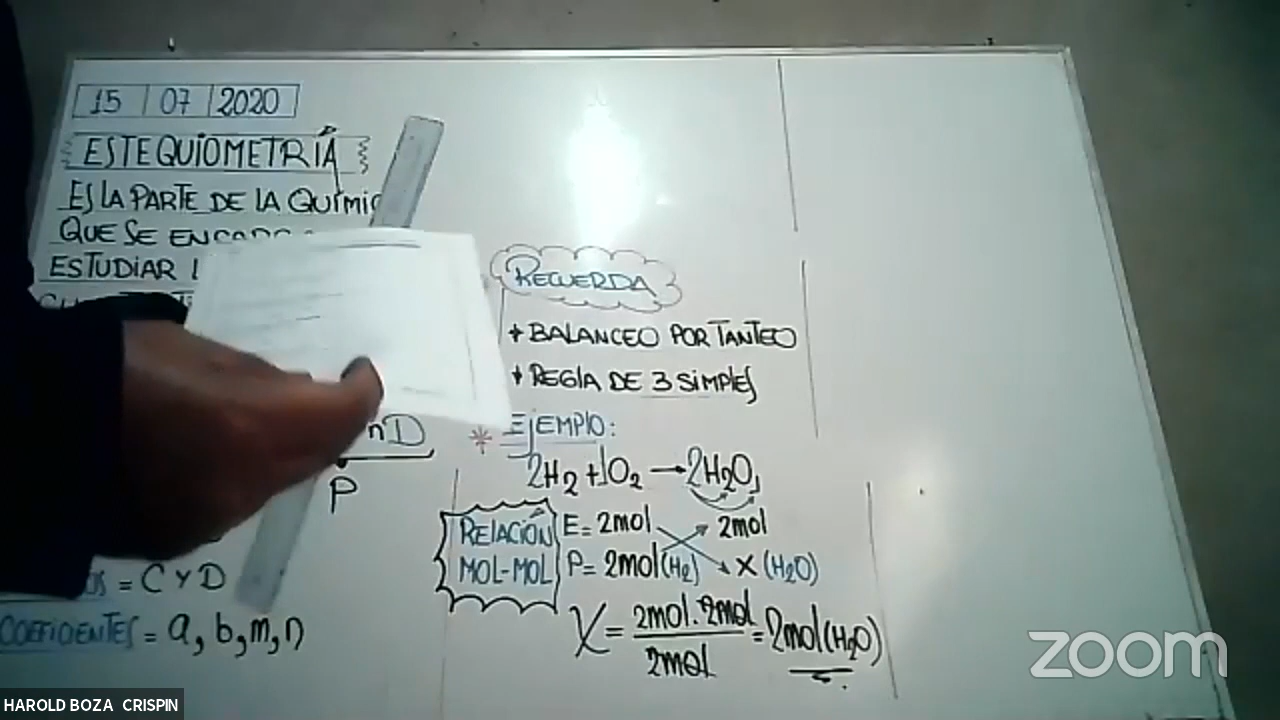 15 07 2020
ESTEQUIOMETRÍA
ES LA PARTE DE LA QUÍMIC
QUE SE
ESTUDIAR
nD
P
= C Y D
COEFICIENTES = a, b, m, n
RECUERDA
+ BALANCEO POR TANTEO
+ REGLA DE 3 SIMPLES
* EJEMPLO:
2H₂ + 1O₂ → 2H₂O
RELACIÓN
MOL-MOL
E = 2mol 2mol
P = 2mol (H₂) X (H₂O)
X = 2mol . 2mol / 2mol = 2mol (H₂O)
zoom
HAROLD BOZA CRISPIN